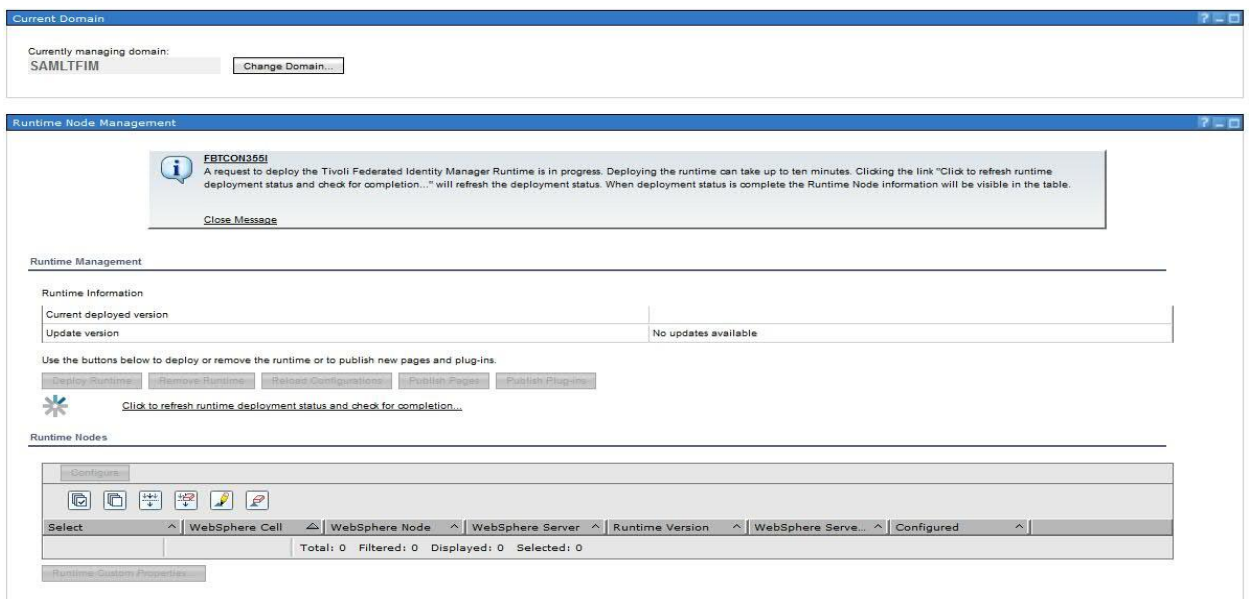 Current Domain
?
Currently managing domain:
SAMLTFIM
Change Domain...
Runtime Node Management
?
FBTCON355I
A request to deploy the Tivoli Federated Identity Manager Runtime is in progress. Deploying the runtime can take up to ten minutes. Clicking the link "Click to refresh runtime
deployment status and check for completion..." will refresh the deployment status. When deployment status is complete the Runtime Node information will be visible in the table.
Close Message
Runtime Management
Runtime Information
Current deployed version
Update version No updates available
Use the buttons below to deploy or remove the runtime or to publish new pages and plug-ins.
Deploy Runtime Remove Runtime Reload Configurations Publish Pages Publish Plug-ins
Click to refresh runtime deployment status and check for completion...
Runtime Nodes
Configure
Select WebSphere Cell WebSphere Node WebSphere Server Runtime Version WebSphere Serve... Configured
Total: 0 Filtered: 0 Displayed: 0 Selected: 0
Runtime Custom Properties...